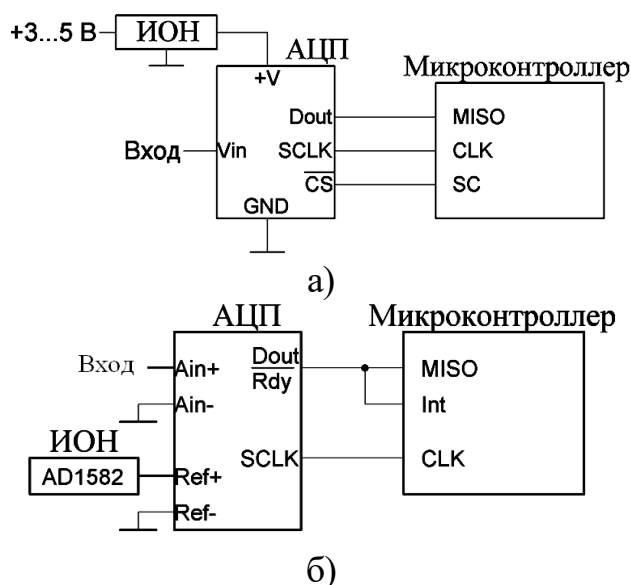 +3...5 В
ИОН
АЦП
Микроконтроллер
+V
Dout
MISO
Вход
Vin
SCLK
CLK
CS
SC
GND
а)
АЦП
Микроконтроллер
Вход
Ain+
Dout
Rdy
MISO
Ain-
Int
ИОН
AD1582
Ref+
SCLK
CLK
Ref-
б)